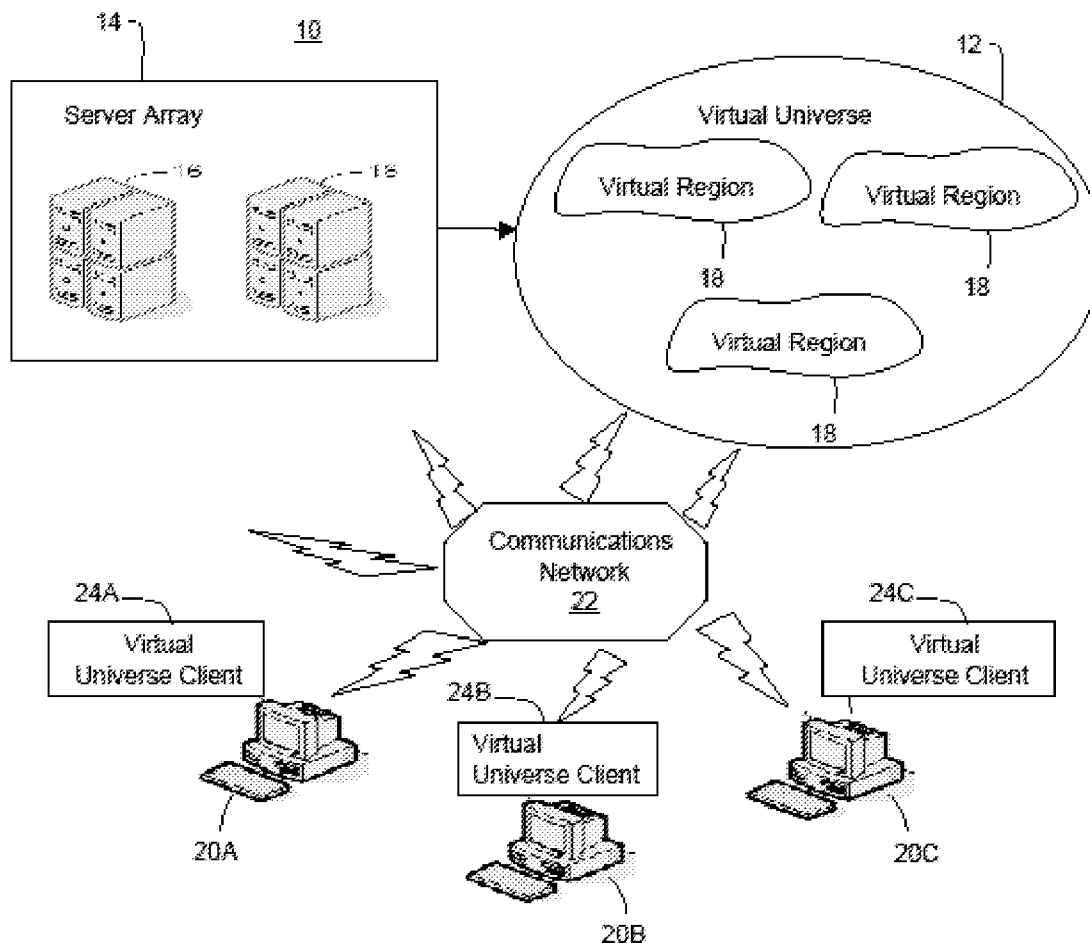 14
10
12
Server Array
Virtual Universe
16
16
Virtual Region
Virtual Region
18
18
Virtual Region
18
Communications
Network
22
24A
24C
Virtual
Universe Client
Virtual
Universe Client
24B
Virtual
Universe Client
20A
20C
20B